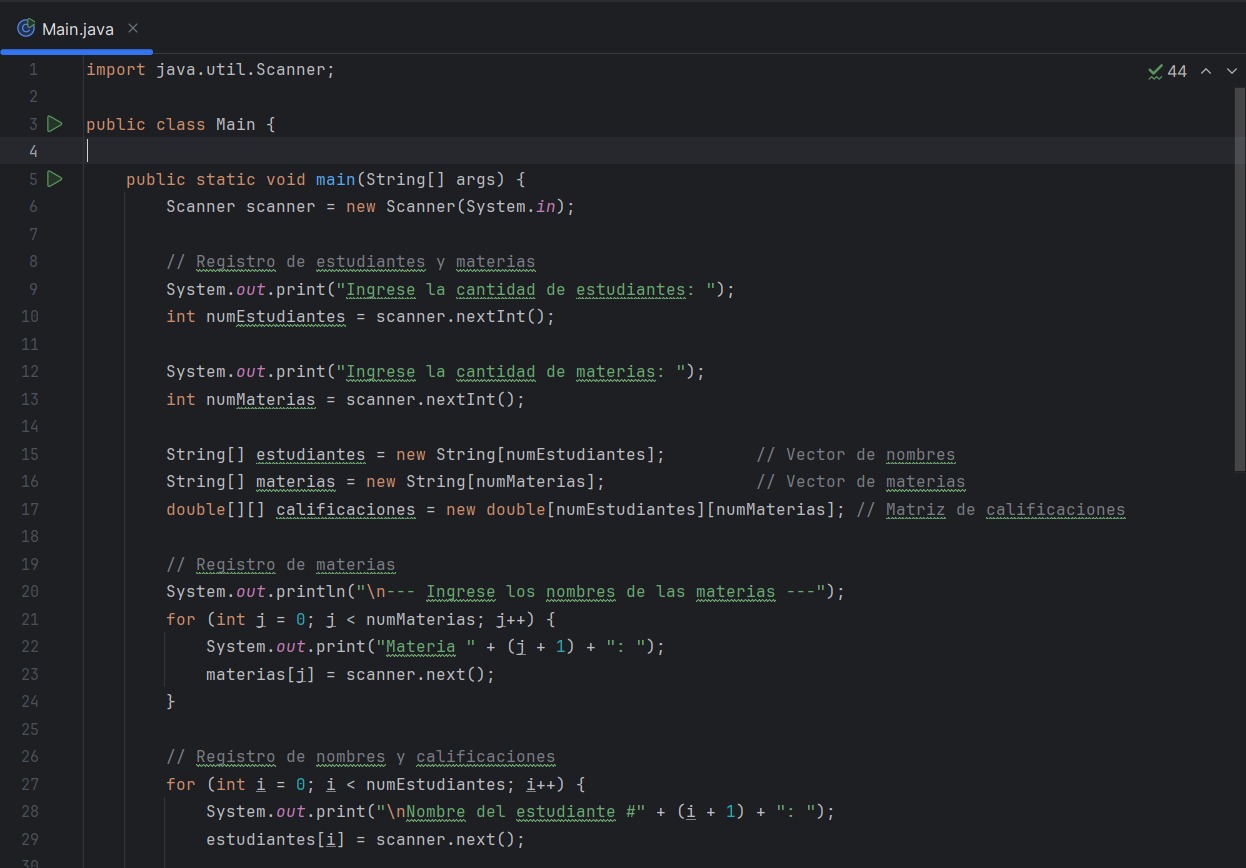 Main.java
44
1 import java.util.Scanner;
2
3 public class Main {
4
5 public static void main(String[] args) {
6 Scanner scanner = new Scanner(System.in);
7
8 // Registro de estudiantes y materias
9 System.out.print("Ingrese la cantidad de estudiantes: ");
10 int numEstudiantes = scanner.nextInt();
11
12 System.out.print("Ingrese la cantidad de materias: ");
13 int numMaterias = scanner.nextInt();
14
15 String[] estudiantes = new String[numEstudiantes]; // Vector de nombres
16 String[] materias = new String[numMaterias]; // Vector de materias
17 double[][] calificaciones = new double[numEstudiantes][numMaterias]; // Matriz de calificaciones
18
19 // Registro de materias
20 System.out.println("\n--- Ingrese los nombres de las materias ---");
21 for (int j = 0; j < numMaterias; j++) {
22 System.out.print("Materia " + (j + 1) + ": ");
23 materias[j] = scanner.next();
24 }
25
26 // Registro de nombres y calificaciones
27 for (int i = 0; i < numEstudiantes; i++) {
28 System.out.print("\nNombre del estudiante #" + (i + 1) + ": ");
29 estudiantes[i] = scanner.next();
30